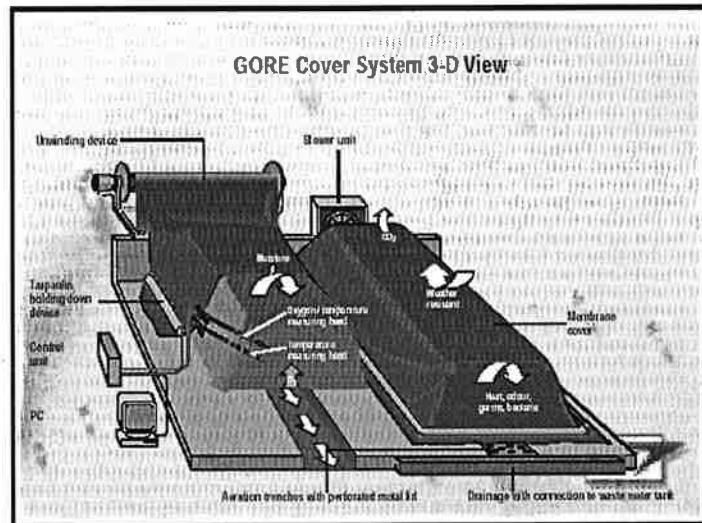 GORE Cover System 3-D View
Unwinding device
Blower unit
CO₂
Moisture
Weather
resistant
Tarpaulin
holding down
device
Oxygen/temperature
measuring head
Membrane
cover
Control
unit
Temperature
measuring head
Heat, odour,
germs, bacteria
PC
Aeration trenches with perforated metal lid
Drainage with connection to waste water tank